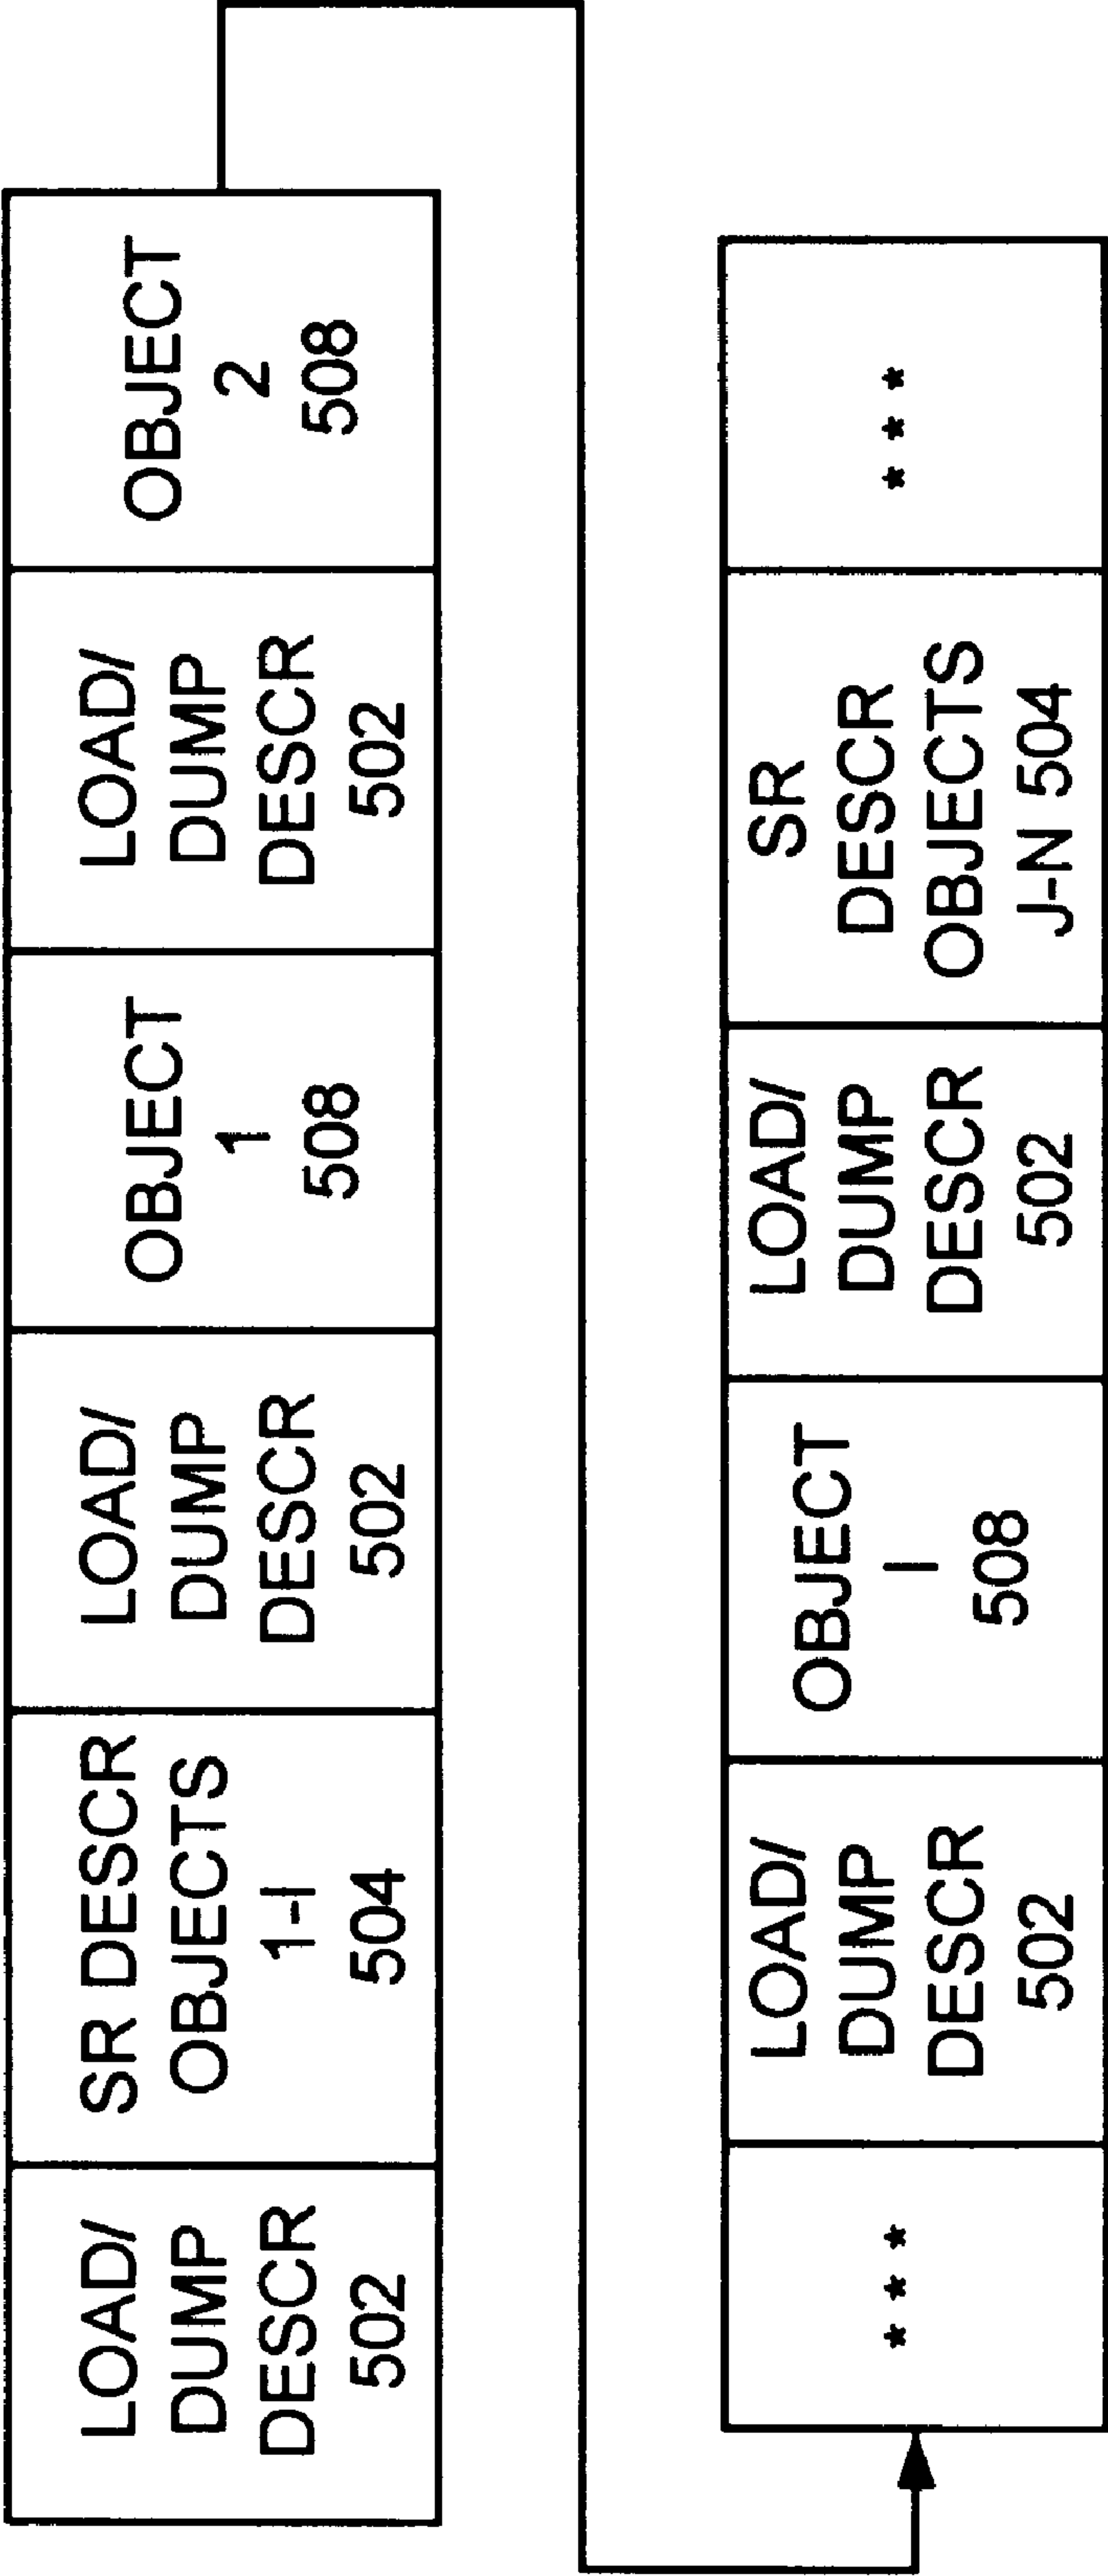 LOAD/
DUMP
DESCR
502
SR DESCR
OBJECTS
1-I
504
LOAD/
DUMP
DESCR
502
OBJECT
1
508
LOAD/
DUMP
DESCR
502
OBJECT
2
508
* * *
LOAD/
DUMP
DESCR
502
OBJECT
I
508
LOAD/
DUMP
DESCR
502
SR
DESCR
OBJECTS
J-N 504
* * *